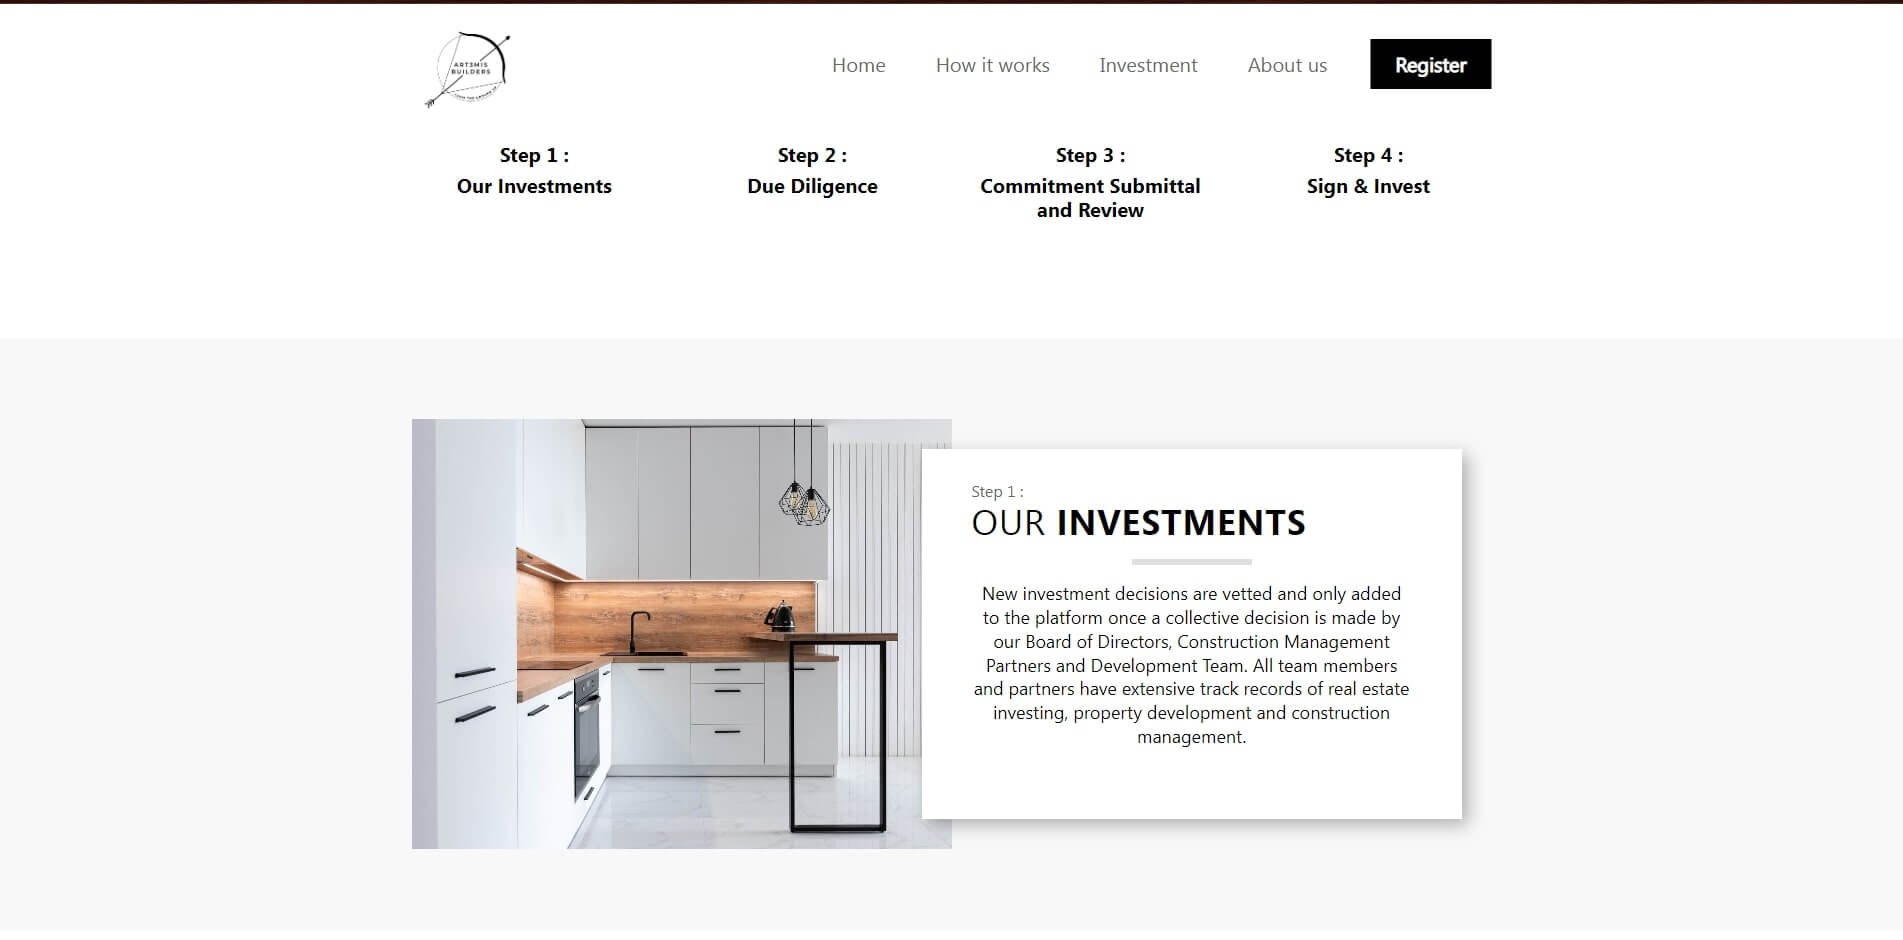 ART3MIS
BUILDERS
Home
How it works
Investment
About us
Register
Step 1 :
Our Investments
Step 2 :
Due Diligence
Step 3 :
Commitment Submittal
and Review
Step 4 :
Sign & Invest
Step 1 :
OUR INVESTMENTS
New investment decisions are vetted and only added
to the platform once a collective decision is made by
our Board of Directors, Construction Management
Partners and Development Team. All team members
and partners have extensive track records of real estate
investing, property development and construction
management.